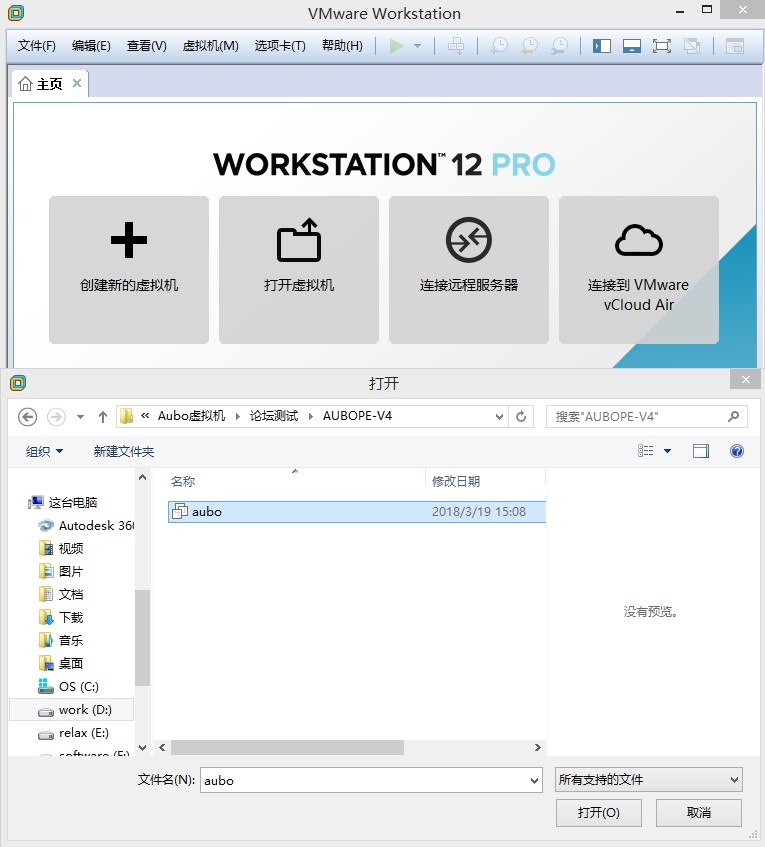 VMware Workstation
文件(F) 编辑(E) 查看(V) 虚拟机(M) 选项卡(T) 帮助(H)
主页
WORKSTATION™ 12 PRO
创建新的虚拟机
打开虚拟机
连接远程服务器
连接到 VMware
vCloud Air
打开
« Aubo虚拟机 论坛测试 AUBOPE-V4
搜索"AUBOPE-V4"
组织 新建文件夹
名称 修改日期
这台电脑
Autodesk 360
视频
图片
文档
下载
音乐
桌面
OS (C:)
work (D:)
relax (E:)
software (F:)
aubo 2018/3/19 15:08
没有预览。
文件名(N): aubo
所有支持的文件
打开(O) 取消